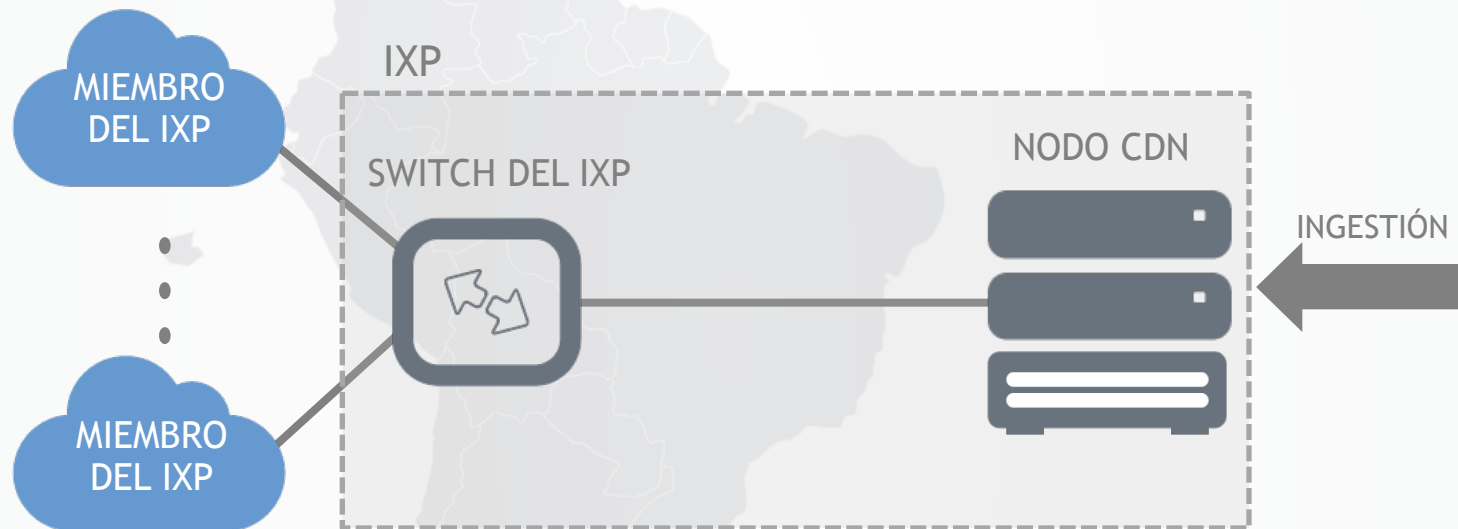 IXP
MIEMBRO
DEL IXP
SWITCH DEL IXP
NODO CDN
INGESTIÓN
MIEMBRO
DEL IXP